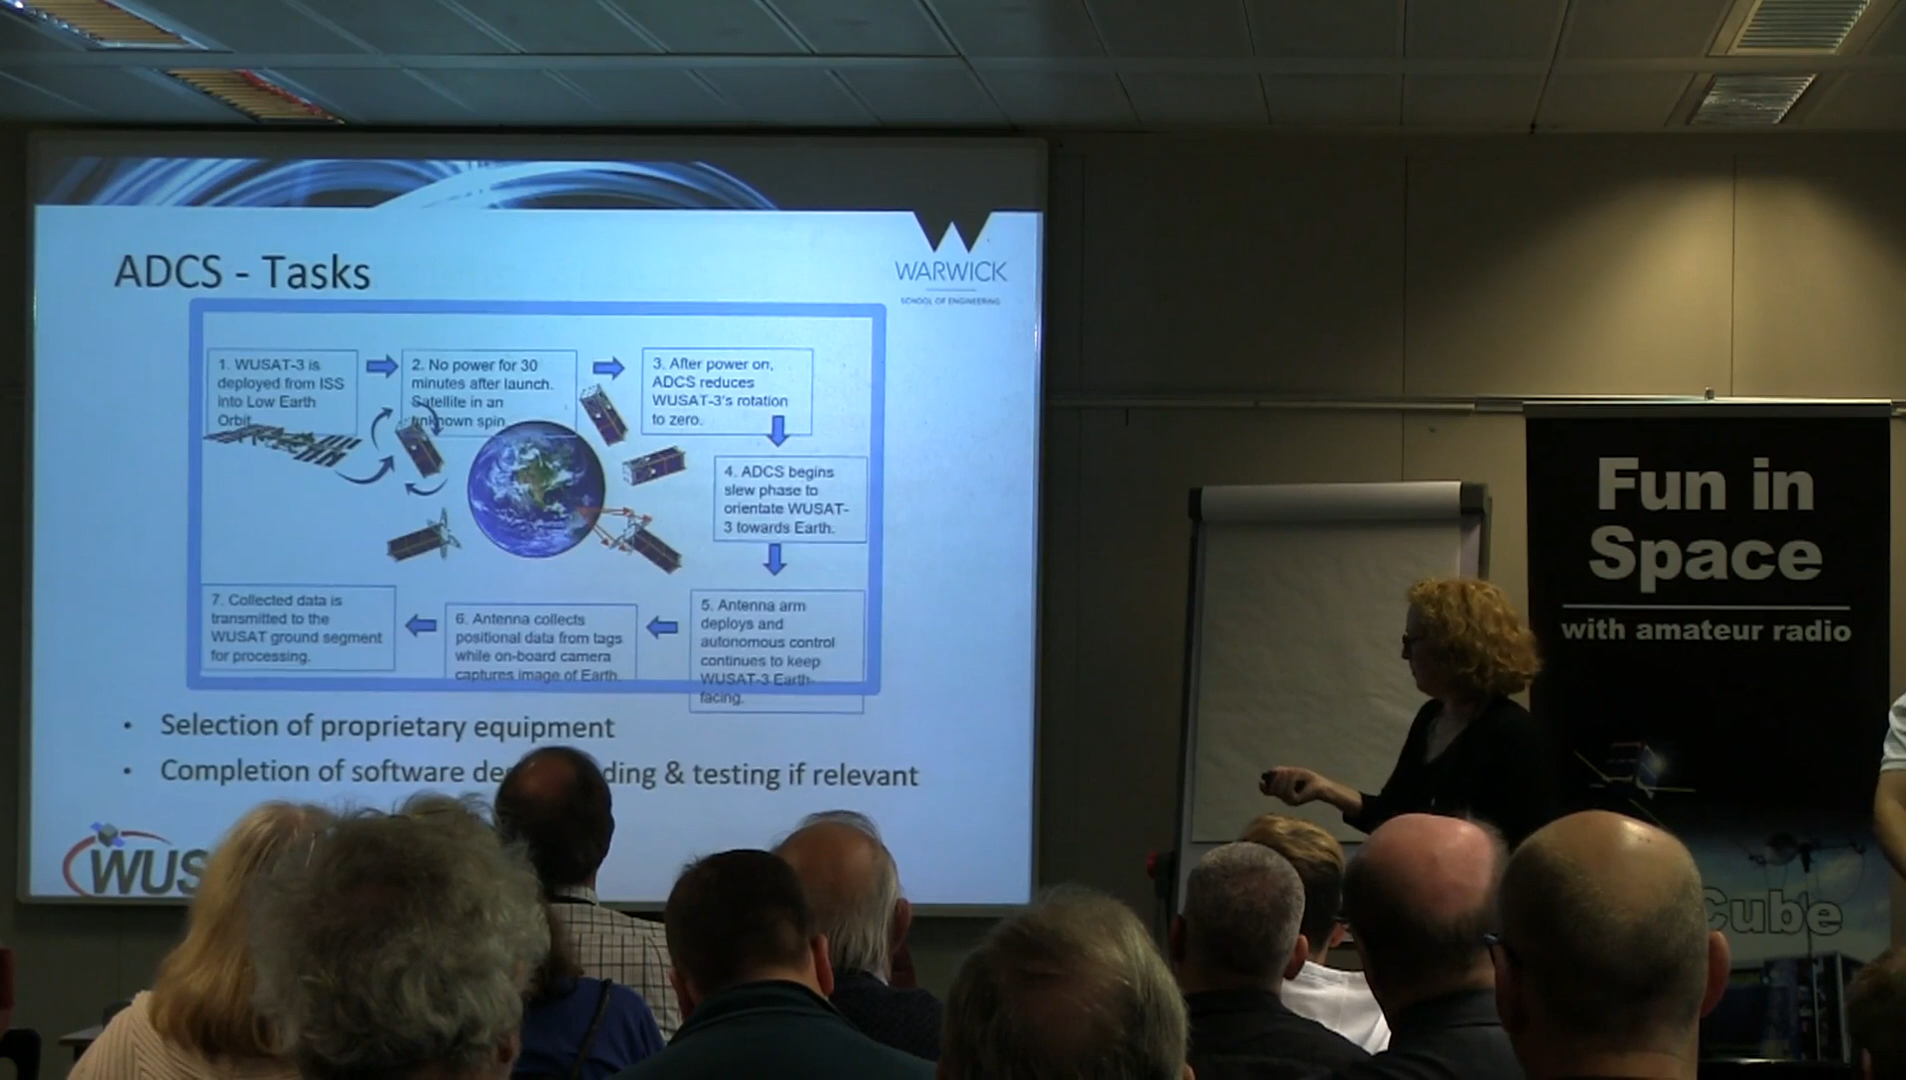 ADCS - Tasks
WARWICK
SCHOOL OF ENGINEERING
1. WUSAT-3 is
deployed from ISS
into Low Earth
Orbit
2. No power for 30
minutes after launch.
Satellite in an
unknown spin
3. After power on,
ADCS reduces
WUSAT-3's rotation
to zero.
4. ADCS begins
slew phase to
orientate WUSAT-
3 towards Earth.
5. Antenna arm
deploys and
autonomous control
continues to keep
WUSAT-3 Earth-
facing.
6. Antenna collects
positional data from tags
while on-board camera
captures image of Earth.
7. Collected data is
transmitted to the
WUSAT ground segment
for processing.
• Selection of proprietary equipment
• Completion of software de ding & testing if relevant
WUS
Fun in
Space
with amateur radio
Cube